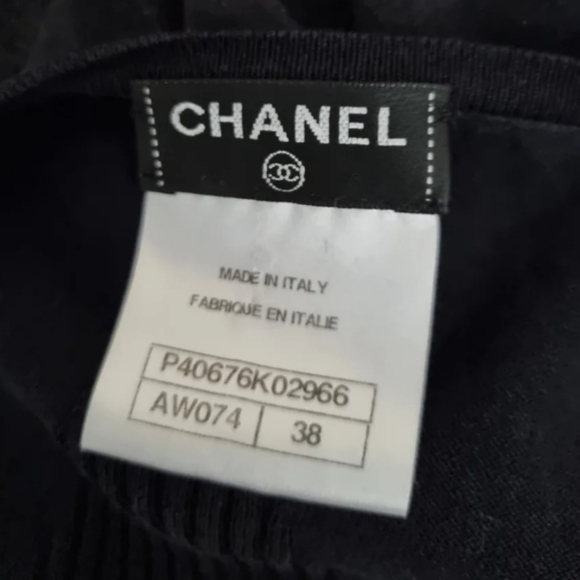 CHANEL
MADE IN ITALY
FABRIQUE EN ITALIE
P40676K02966
AW074 38